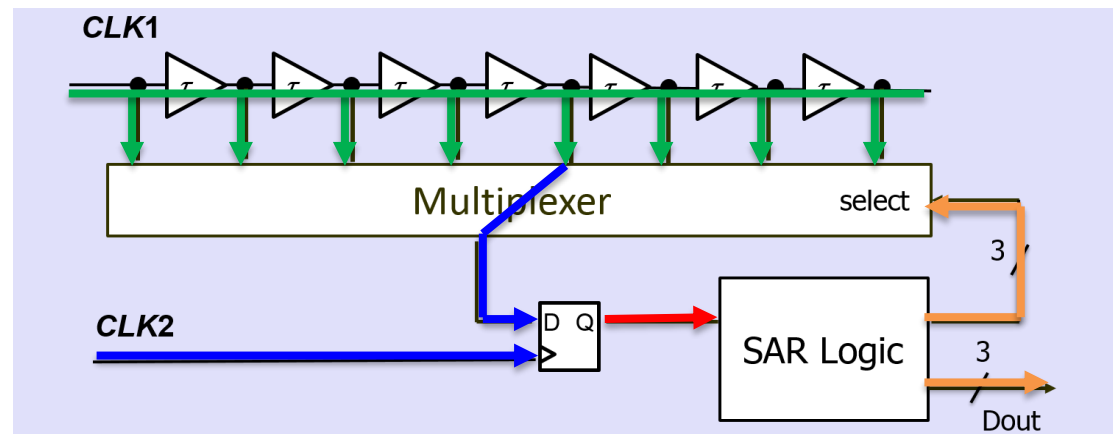 CLK1
τ τ τ τ τ τ τ
Multiplexer
select
3
CLK2
D Q
SAR Logic
3
Dout